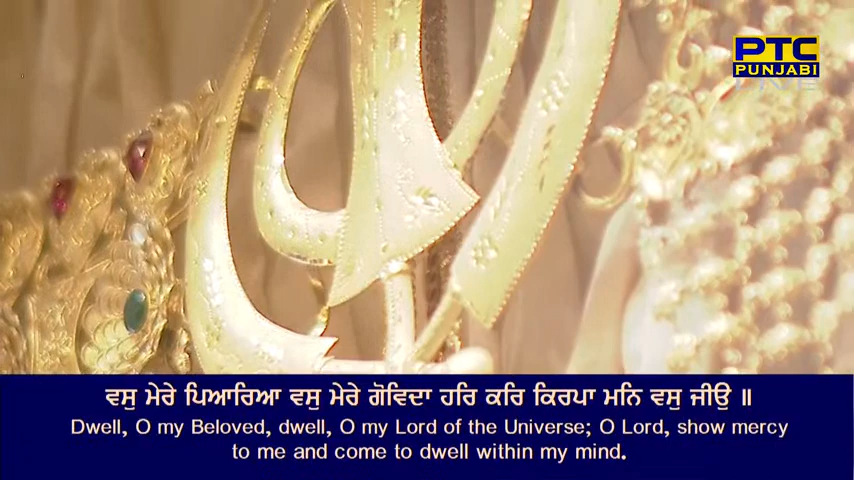 PTC
PUNJABI
LIVE
ਵਸੁ ਮੇਰੇ ਪਿਆਰਿਆ ਵਸੁ ਮੇਰੇ ਗੋਵਿਦਾ ਹਰਿ ਕਰਿ ਕਿਰਪਾ ਮਨਿ ਵਸੁ ਜੀਉ ॥
Dwell, O my Beloved, dwell, O my Lord of the Universe; O Lord, show mercy
to me and come to dwell within my mind.